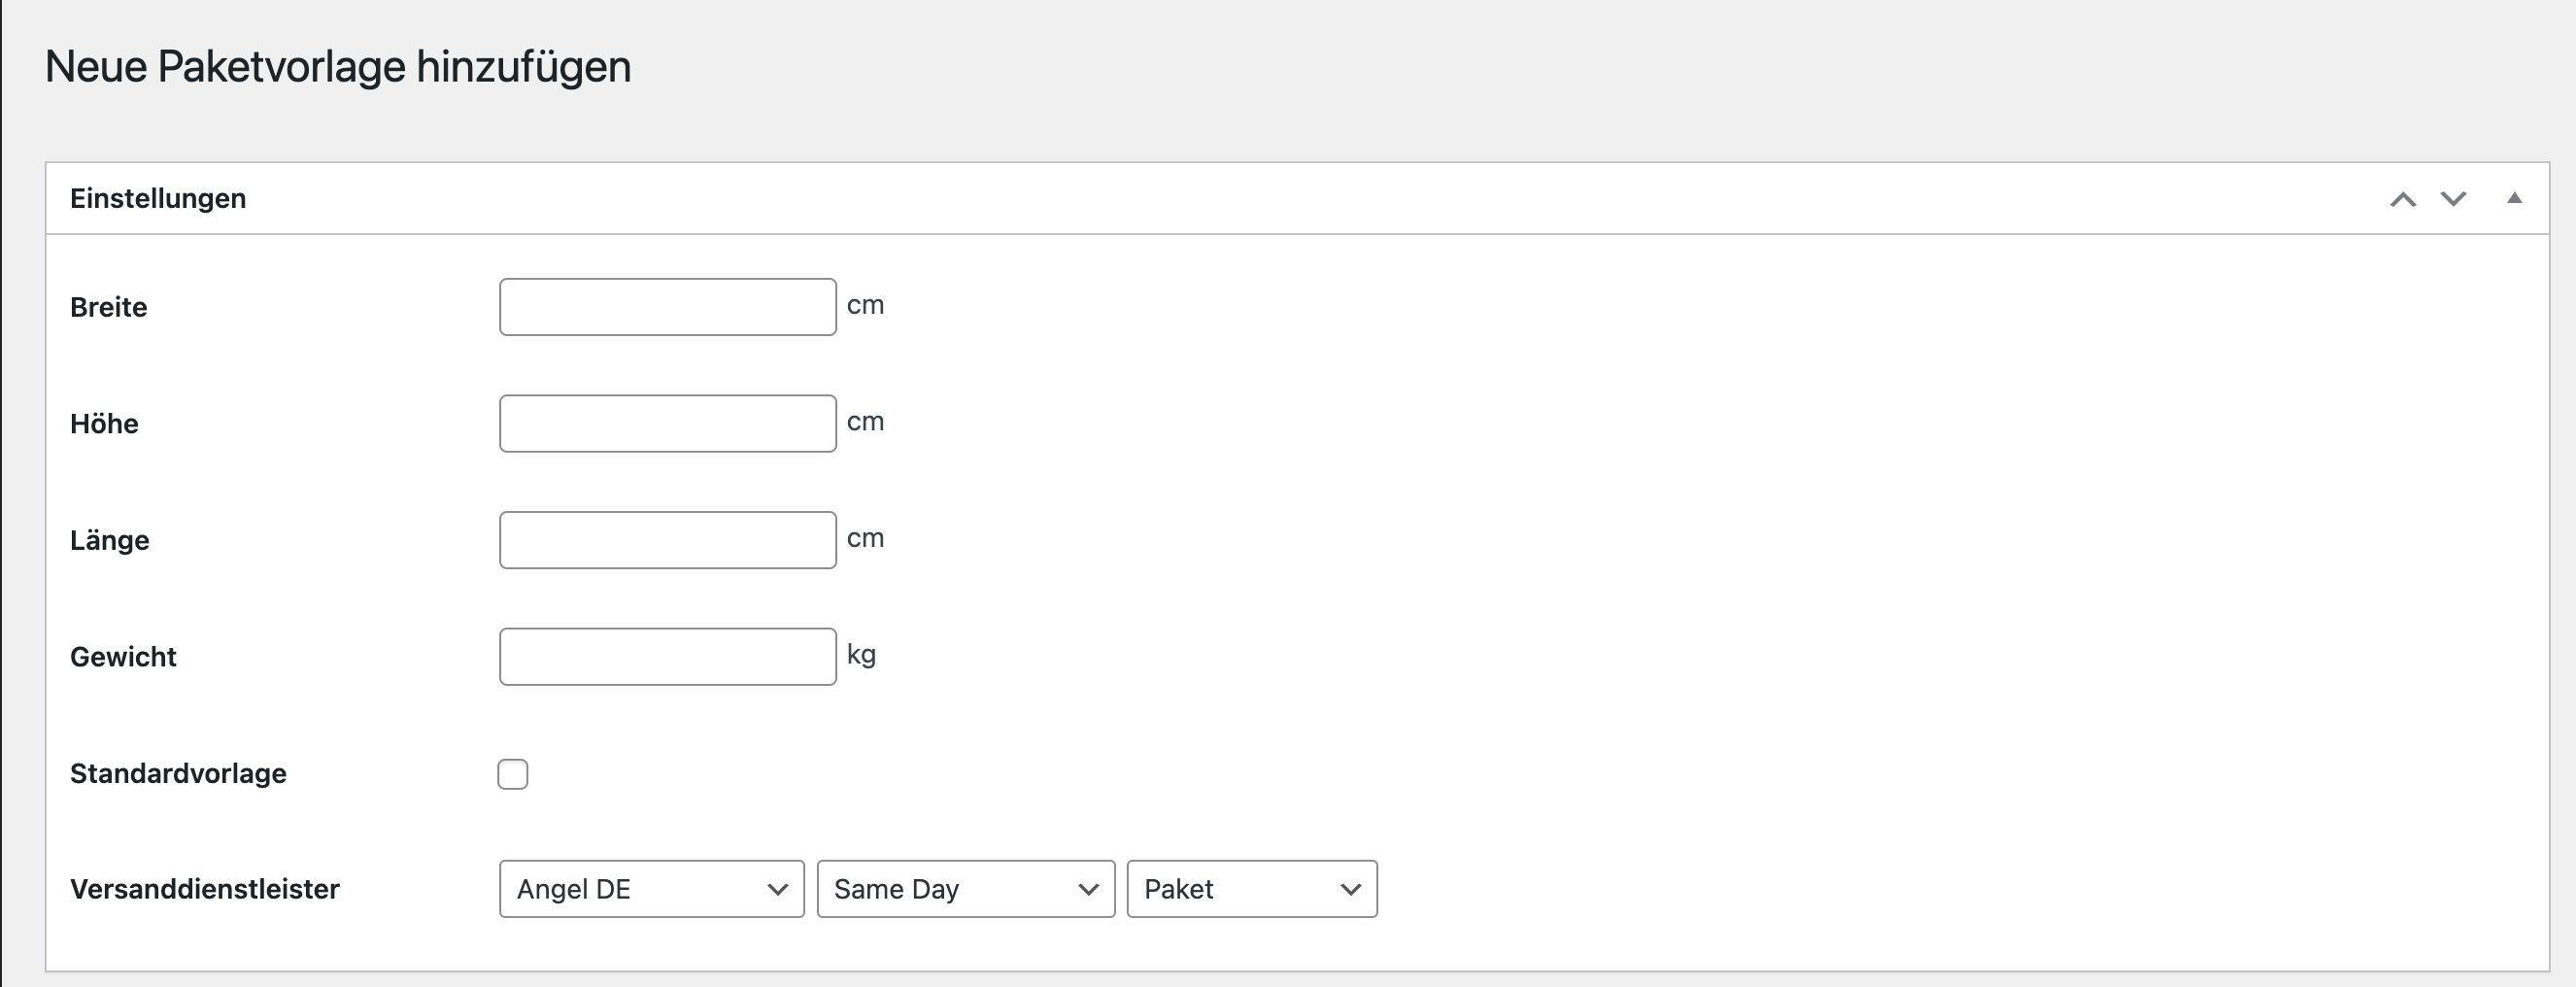 Neue Paketvorlage hinzufügen
Einstellungen
Breite cm
Höhe cm
Länge cm
Gewicht kg
Standardvorlage
Versanddienstleister Angel DE Same Day Paket